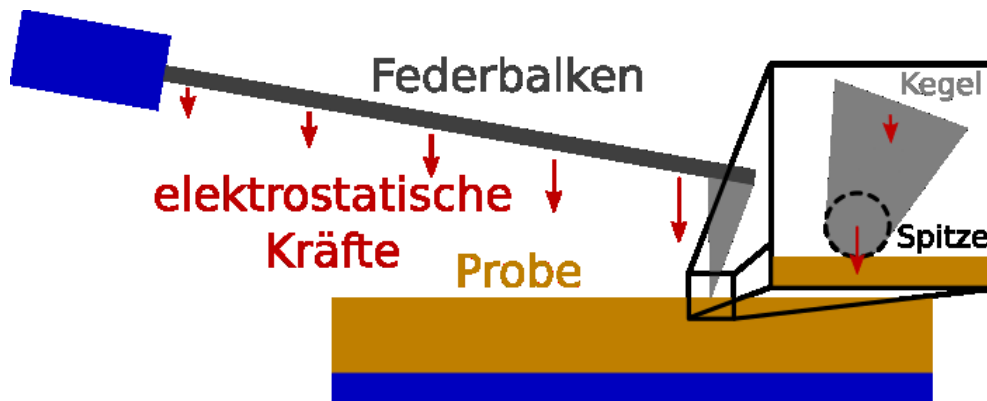 Federbalken
Kegel
elektrostatische
Kräfte
Spitze
Probe